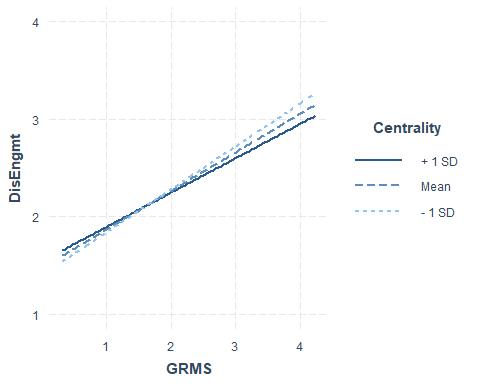 4
3
2
1
DisEngmt
1 2 3 4
GRMS
Centrality
+ 1 SD
Mean
- 1 SD